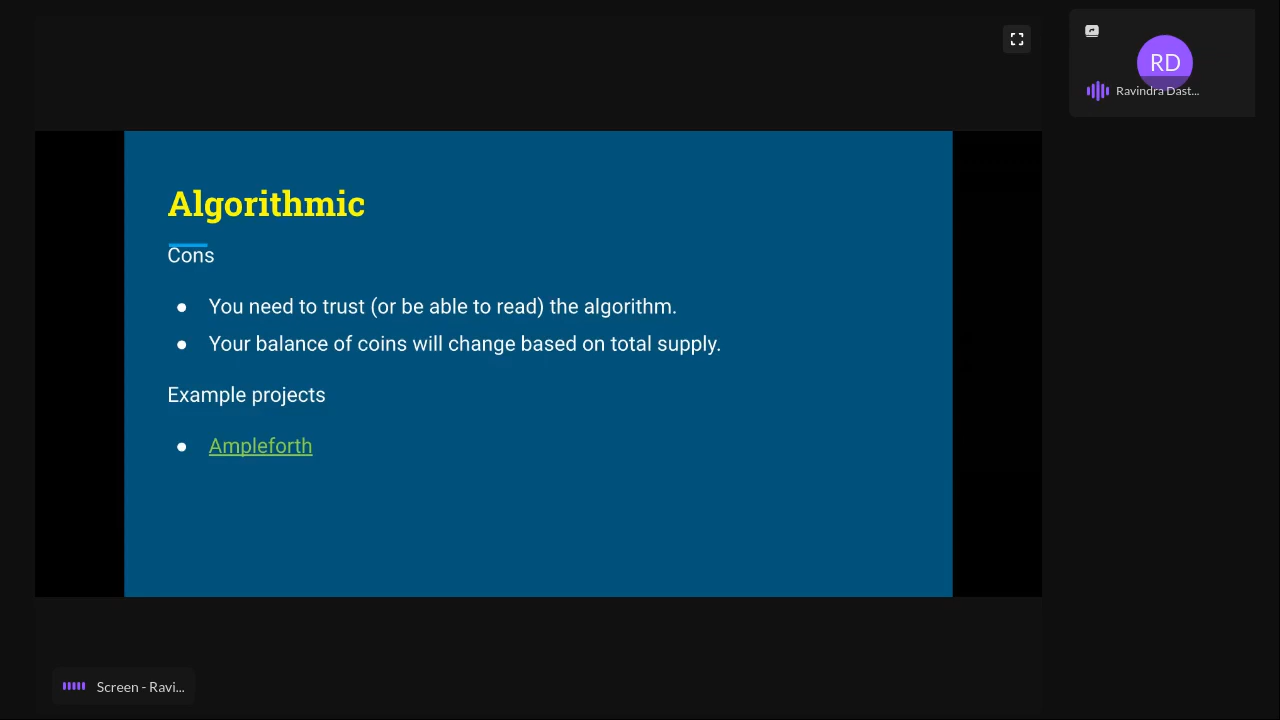 Algorithmic
Cons
● You need to trust (or be able to read) the algorithm.
● Your balance of coins will change based on total supply.
Example projects
● Ampleforth
RD
Ravindra Dast...
Screen - Ravi...